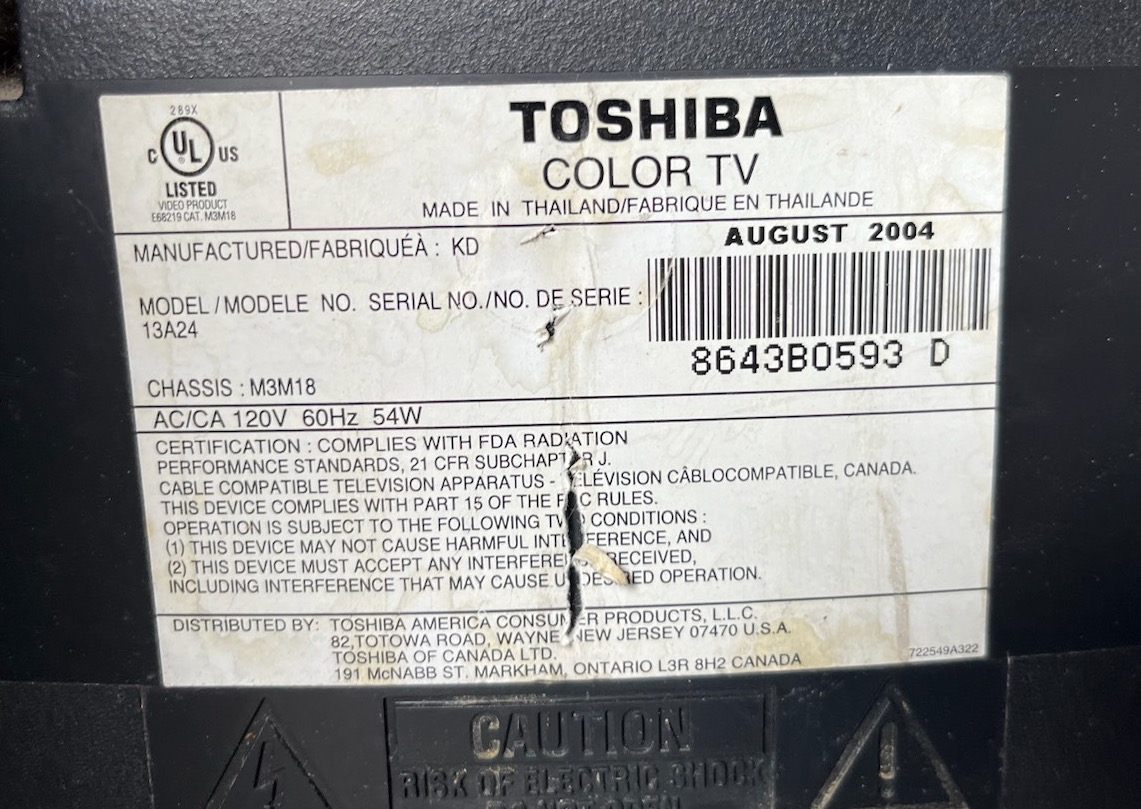 289X
C UL US
®
LISTED
VIDEO PRODUCT
E68219 CAT. M3M18
TOSHIBA
COLOR TV
MADE IN THAILAND/FABRIQUE EN THAILANDE
MANUFACTURED/FABRIQUÉÀ : KD
AUGUST 2004
MODEL/MODELE NO. SERIAL NO./NO. DE SERIE :
13A24
8643B0593 D
CHASSIS : M3M18
AC/CA 120V 60Hz 54W
CERTIFICATION : COMPLIES WITH FDA RADIATION
PERFORMANCE STANDARDS, 21 CFR SUBCHAPTER J.
CABLE COMPATIBLE TELEVISION APPARATUS - TÉLÉVISION CÂBLOCOMPATIBLE, CANADA.
THIS DEVICE COMPLIES WITH PART 15 OF THE FCC RULES.
OPERATION IS SUBJECT TO THE FOLLOWING TWO CONDITIONS :
(1) THIS DEVICE MAY NOT CAUSE HARMFUL INTERFERENCE, AND
(2) THIS DEVICE MUST ACCEPT ANY INTERFERENCE RECEIVED,
INCLUDING INTERFERENCE THAT MAY CAUSE UNDESIRED OPERATION.
DISTRIBUTED BY: TOSHIBA AMERICA CONSUMER PRODUCTS, L.L.C.
82,TOTOWA ROAD, WAYNE, NEW JERSEY 07470 U.S.A.
TOSHIBA OF CANADA LTD.
191 McNABB ST. MARKHAM, ONTARIO L3R 8H2 CANADA
722549A322
CAUTION
RISK OF ELECTRIC SHOCK
DO NOT OPEN